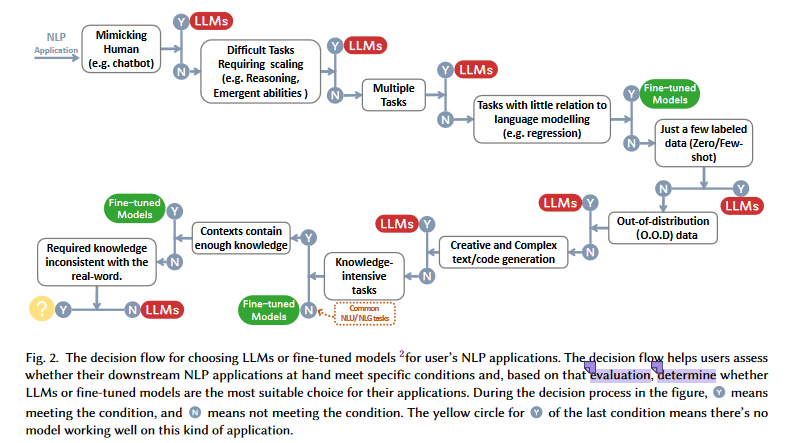 NLP
Application
Mimicking
Human
(e.g. chatbot)
Y
LLMs
N
Difficult Tasks
Requiring scaling
(e.g. Reasoning,
Emergent abilities )
Y
LLMs
N
Multiple
Tasks
Y
LLMs
N
Tasks with little relation to
language modelling
(e.g. regression)
Y
Fine-tuned
Models
N
Just a few labeled
data (Zero/Few-
shot)
N
Y
LLMs
Out-of-distribution
(O.O.D) data
LLMs
Y
N
Creative and Complex
text/code generation
LLMs
Y
N
Knowledge-
intensive
tasks
Y
N
Fine-tuned
Models
Common
NLU/ NLG tasks
Contexts contain
enough knowledge
Fine-tuned
Models
Y
N
Required knowledge
inconsistent with the
real-word.
?
Y
N
LLMs
Fig. 2. The decision flow for choosing LLMs or fine-tuned models 2for user's NLP applications. The decision flow helps users assess
whether their downstream NLP applications at hand meet specific conditions and, based on that evaluation, determine whether
LLMs or fine-tuned models are the most suitable choice for their applications. During the decision process in the figure, Y means
meeting the condition, and N means not meeting the condition. The yellow circle for Y of the last condition means there's no
model working well on this kind of application.